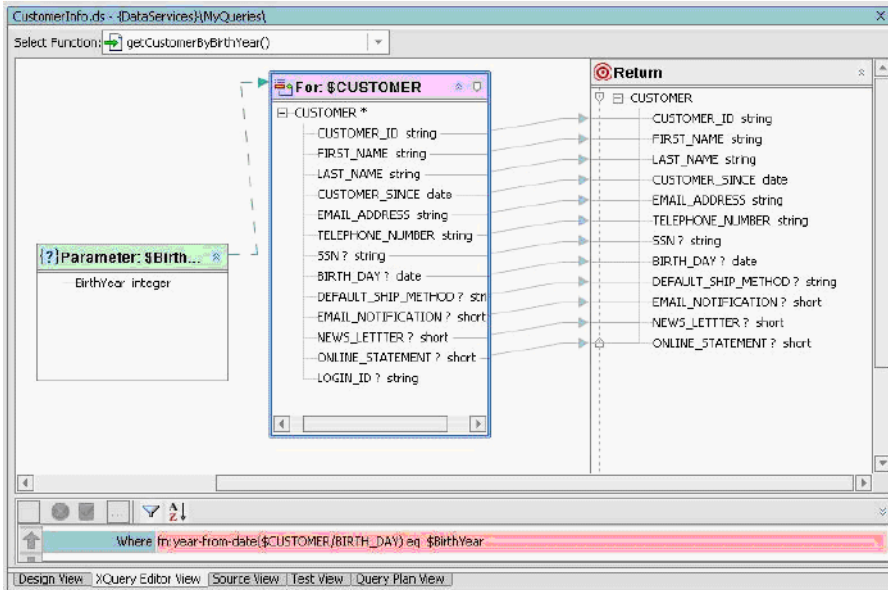 CustomerInfo.ds - {DataServices}\MyQueries\
Select Function: getCustomerByBirthYear()
For: $CUSTOMER
CUSTOMER *
CUSTOMER_ID string
FIRST_NAME string
LAST_NAME string
CUSTOMER_SINCE date
EMAIL_ADDRESS string
TELEPHONE_NUMBER string
SSN ? string
BIRTH_DAY ? date
DEFAULT_SHIP_METHOD ? stri
EMAIL_NOTIFICATION ? short
NEWS_LETTTER ? short
ONLINE_STATEMENT ? short
LOGIN_ID ? string
{?}Parameter: $Birth...
BirthYear integer
Return
CUSTOMER
CUSTOMER_ID string
FIRST_NAME string
LAST_NAME string
CUSTOMER_SINCE date
EMAIL_ADDRESS string
TELEPHONE_NUMBER string
SSN ? string
BIRTH_DAY ? date
DEFAULT_SHIP_METHOD ? string
EMAIL_NOTIFICATION ? short
NEWS_LETTTER ? short
ONLINE_STATEMENT ? short
Where fn:year-from-date($CUSTOMER/BIRTH_DAY) eq $BirthYear
Design View XQuery Editor View Source View Test View Query Plan View